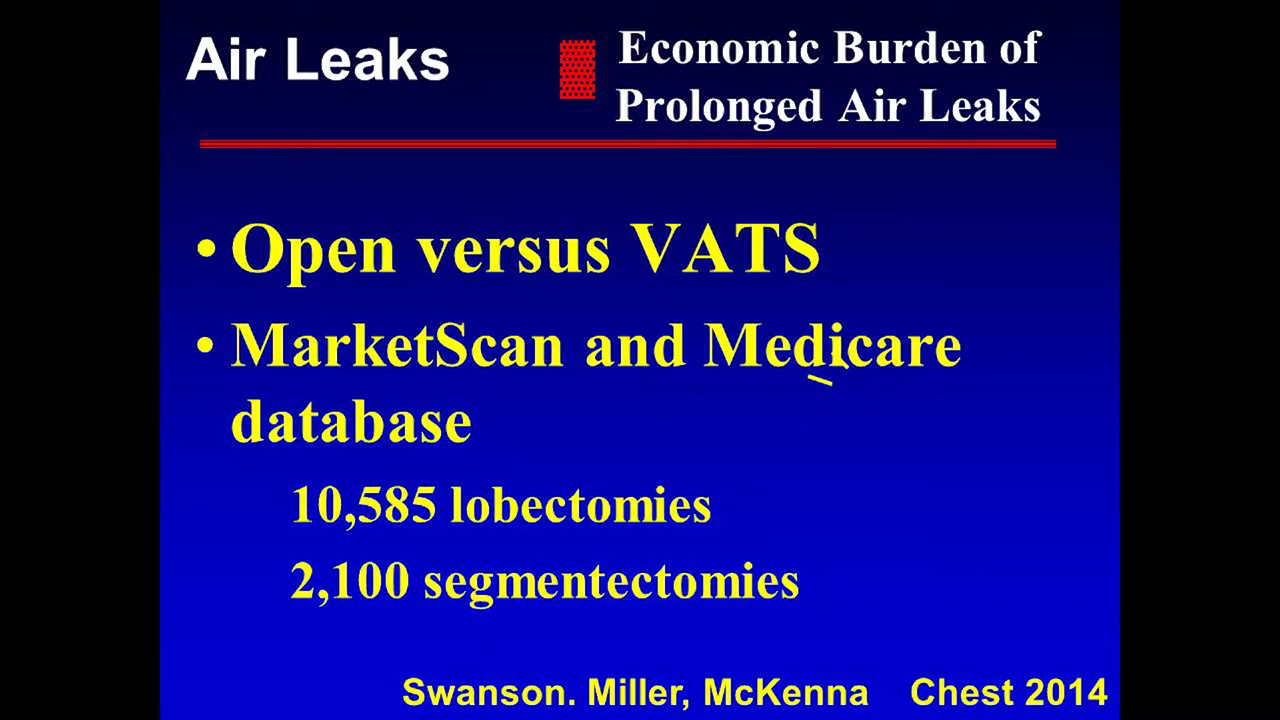 Air Leaks
Economic Burden of
Prolonged Air Leaks
• Open versus VATS
• MarketScan and Medicare
database
10,585 lobectomies
2,100 segmentectomies
Swanson. Miller, McKenna Chest 2014